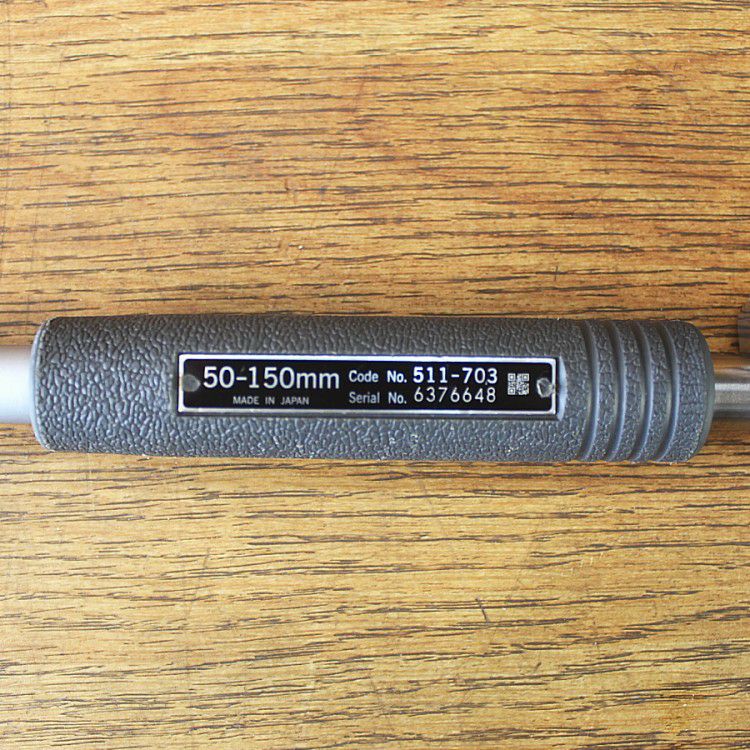 50-150mm Code No. 511-703
MADE IN JAPAN Serial No. 6376648